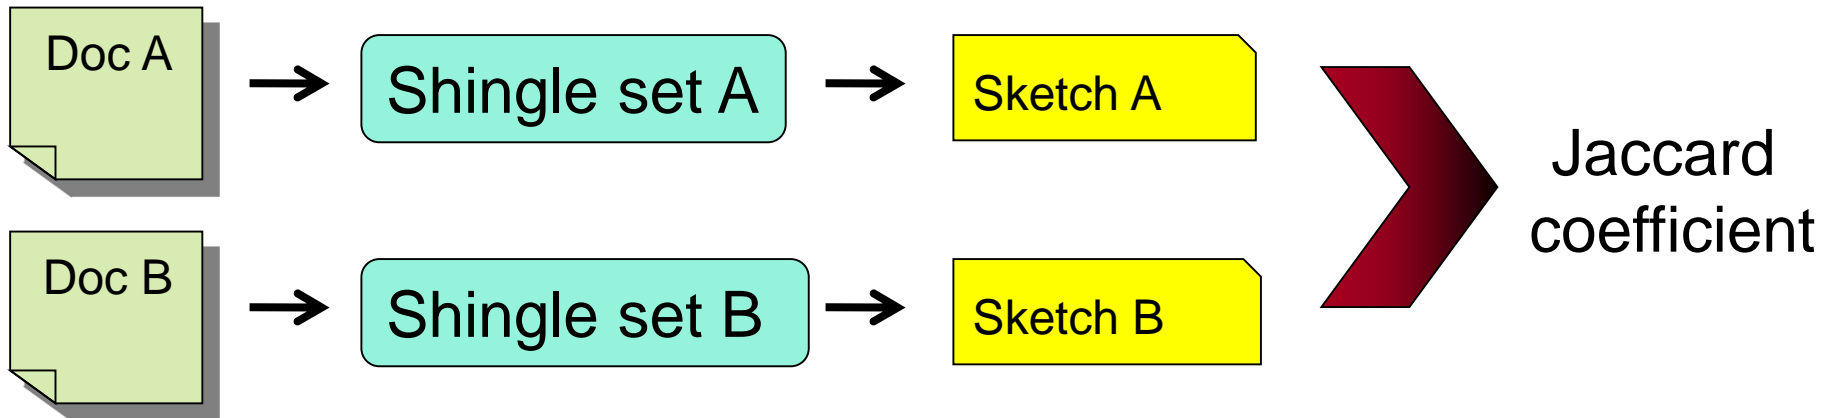 Doc A
Shingle set A
Sketch A
Doc B
Shingle set B
Sketch B
Jaccard
coefficient